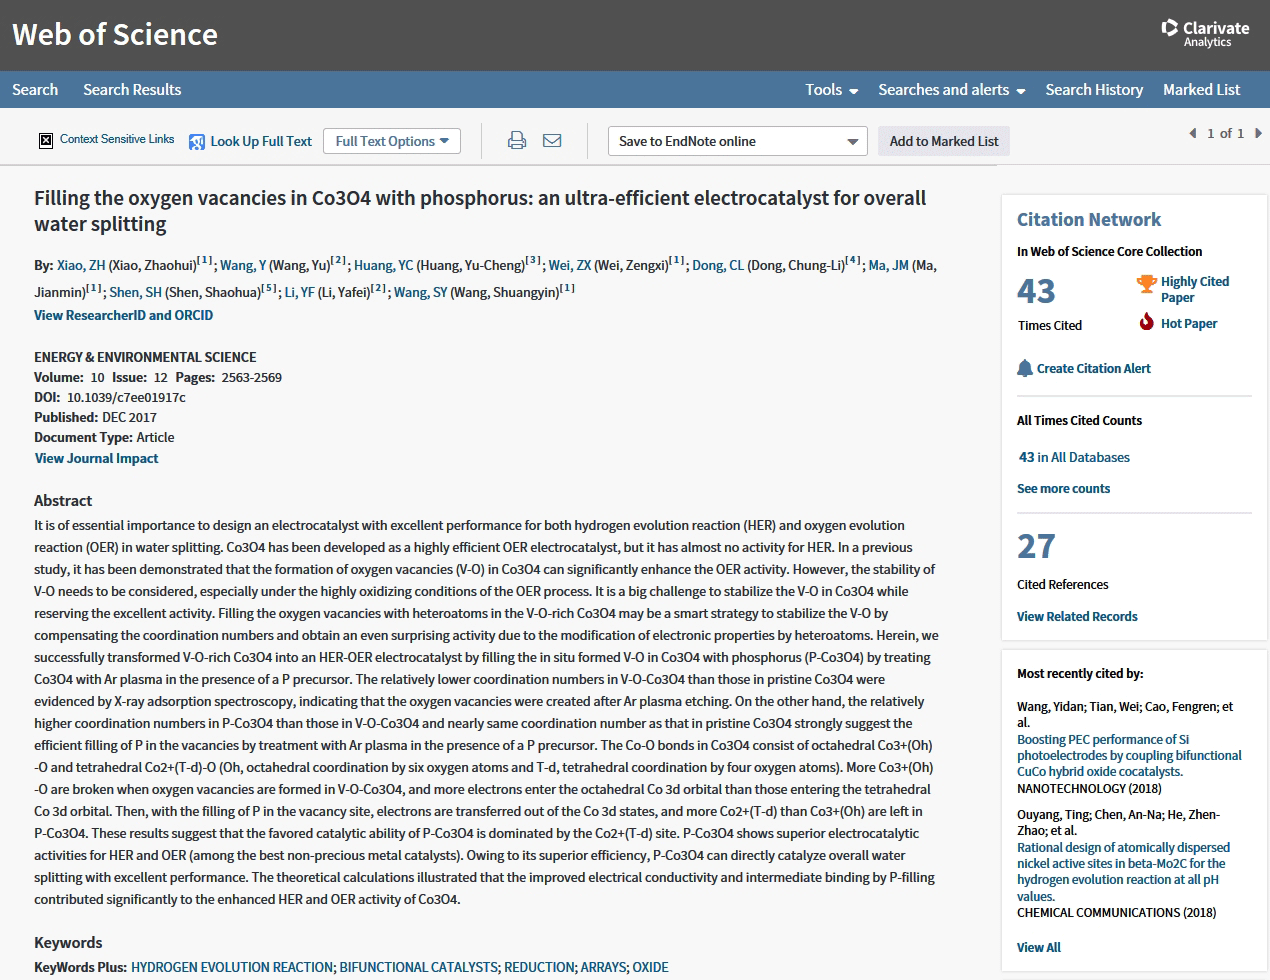 Web of Science
Clarivate
Analytics
Search Search Results Tools Searches and alerts Search History Marked List
Context Sensitive Links Look Up Full Text Full Text Options Save to EndNote online Add to Marked List 1 of 1
Filling the oxygen vacancies in Co3O4 with phosphorus: an ultra-efficient electrocatalyst for overall
water splitting
By: Xiao, ZH (Xiao, Zhaohui)[ 1 ] ; Wang, Y (Wang, Yu)[ 2 ] ; Huang, YC (Huang, Yu-Cheng)[ 3 ] ; Wei, ZX (Wei, Zengxi)[ 1 ] ; Dong, CL (Dong, Chung-Li)[ 4 ] ; Ma, JM (Ma,
Jianmin)[ 1 ] ; Shen, SH (Shen, Shaohua)[ 5 ] ; Li, YF (Li, Yafei)[ 2 ] ; Wang, SY (Wang, Shuangyin)[ 1 ]
View ResearcherID and ORCID
ENERGY & ENVIRONMENTAL SCIENCE
Volume: 10 Issue: 12 Pages: 2563-2569
DOI: 10.1039/c7ee01917c
Published: DEC 2017
Document Type: Article
View Journal Impact
Abstract
It is of essential importance to design an electrocatalyst with excellent performance for both hydrogen evolution reaction (HER) and oxygen evolution
reaction (OER) in water splitting. Co3O4 has been developed as a highly efficient OER electrocatalyst, but it has almost no activity for HER. In a previous
study, it has been demonstrated that the formation of oxygen vacancies (V-O) in Co3O4 can significantly enhance the OER activity. However, the stability of
V-O needs to be considered, especially under the highly oxidizing conditions of the OER process. It is a big challenge to stabilize the V-O in Co3O4 while
reserving the excellent activity. Filling the oxygen vacancies with heteroatoms in the V-O-rich Co3O4 may be a smart strategy to stabilize the V-O by
compensating the coordination numbers and obtain an even surprising activity due to the modification of electronic properties by heteroatoms. Herein, we
successfully transformed V-O-rich Co3O4 into an HER-OER electrocatalyst by filling the in situ formed V-O in Co3O4 with phosphorus (P-Co3O4) by treating
Co3O4 with Ar plasma in the presence of a P precursor. The relatively lower coordination numbers in V-O-Co3O4 than those in pristine Co3O4 were
evidenced by X-ray adsorption spectroscopy, indicating that the oxygen vacancies were created after Ar plasma etching. On the other hand, the relatively
higher coordination numbers in P-Co3O4 than those in V-O-Co3O4 and nearly same coordination number as that in pristine Co3O4 strongly suggest the
efficient filling of P in the vacancies by treatment with Ar plasma in the presence of a P precursor. The Co-O bonds in Co3O4 consist of octahedral Co3+(Oh)
-O and tetrahedral Co2+(T-d)-O (Oh, octahedral coordination by six oxygen atoms and T-d, tetrahedral coordination by four oxygen atoms). More Co3+(Oh)
-O are broken when oxygen vacancies are formed in V-O-Co3O4, and more electrons enter the octahedral Co 3d orbital than those entering the tetrahedral
Co 3d orbital. Then, with the filling of P in the vacancy site, electrons are transferred out of the Co 3d states, and more Co2+(T-d) than Co3+(Oh) are left in
P-Co3O4. These results suggest that the favored catalytic ability of P-Co3O4 is dominated by the Co2+(T-d) site. P-Co3O4 shows superior electrocatalytic
activities for HER and OER (among the best non-precious metal catalysts). Owing to its superior efficiency, P-Co3O4 can directly catalyze overall water
splitting with excellent performance. The theoretical calculations illustrated that the improved electrical conductivity and intermediate binding by P-filling
contributed significantly to the enhanced HER and OER activity of Co3O4.
Keywords
KeyWords Plus: HYDROGEN EVOLUTION REACTION; BIFUNCTIONAL CATALYSTS; REDUCTION; ARRAYS; OXIDE
Citation Network
In Web of Science Core Collection
43
Times Cited
Highly Cited
Paper
Hot Paper
Create Citation Alert
All Times Cited Counts
43 in All Databases
See more counts
27
Cited References
View Related Records
Most recently cited by:
Wang, Yidan; Tian, Wei; Cao, Fengren; et
al.
Boosting PEC performance of Si
photoelectrodes by coupling bifunctional
CuCo hybrid oxide cocatalysts.
NANOTECHNOLOGY (2018)
Ouyang, Ting; Chen, An-Na; He, Zhen-
Zhao; et al.
Rational design of atomically dispersed
nickel active sites in beta-Mo2C for the
hydrogen evolution reaction at all pH
values.
CHEMICAL COMMUNICATIONS (2018)
View All